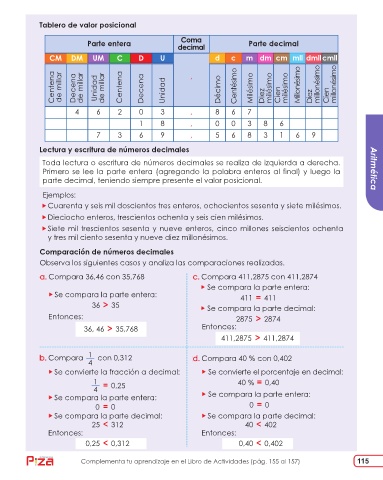 Tablero de valor posicional
Parte entera Coma decimal Parte decimal
CM DM UM C D U d c m dm cm mll dmll cmll
Centena de millar Decena de millar Unidad de millar Centena Decena Unidad . Décimo Centésimo Milésimo Diez milésimo Cien milésimo Millonésimo Diez millonésimo Cien millonésimo
4 6 2 0 3 . 8 6 7
1 8 . 0 0 3 8 6
7 3 6 9 . 5 6 8 3 1 6 9
Lectura y escritura de números decimales
Toda lectura o escritura de números decimales se realiza de izquierda a derecha.
Primero se lee la parte entera (agregando la palabra enteros al final) y luego la
parte decimal, teniendo siempre presente el valor posicional.
Ejemplos:
Cuarenta y seis mil doscientos tres enteros, ochocientos sesenta y siete milésimos.
Dieciocho enteros, trescientos ochenta y seis cien milésimos.
Siete mil trescientos sesenta y nueve enteros, cinco millones seiscientos ochenta
y tres mil ciento sesenta y nueve diez millonésimos.
Aritmética
Comparación de números decimales
Observa los siguientes casos y analiza las comparaciones realizadas.
a. Compara 36,46 con 35,768
Se compara la parte entera:
36 > 35
Entonces:
36, 46 > 35,768
c. Compara 411,2875 con 411,2874
Se compara la parte entera:
411 = 411
Se compara la parte decimal:
2875 > 2874
Entonces:
411,2875 > 411,2874
b. Compara 1/4 con 0,312
Se convierte la fracción a decimal:
1/4 = 0,25
Se compara la parte entera:
0 = 0
Se compara la parte decimal:
25 < 312
Entonces:
0,25 < 0,312
d. Compara 40 % con 0,402
Se convierte el porcentaje en decimal:
40 % = 0,40
Se compara la parte entera:
0 = 0
Se compara la parte decimal:
40 < 402
Entonces:
0,40 < 0,402
Pizza Complementa tu aprendizaje en el Libro de Actividades (pág. 155 al 157) 115